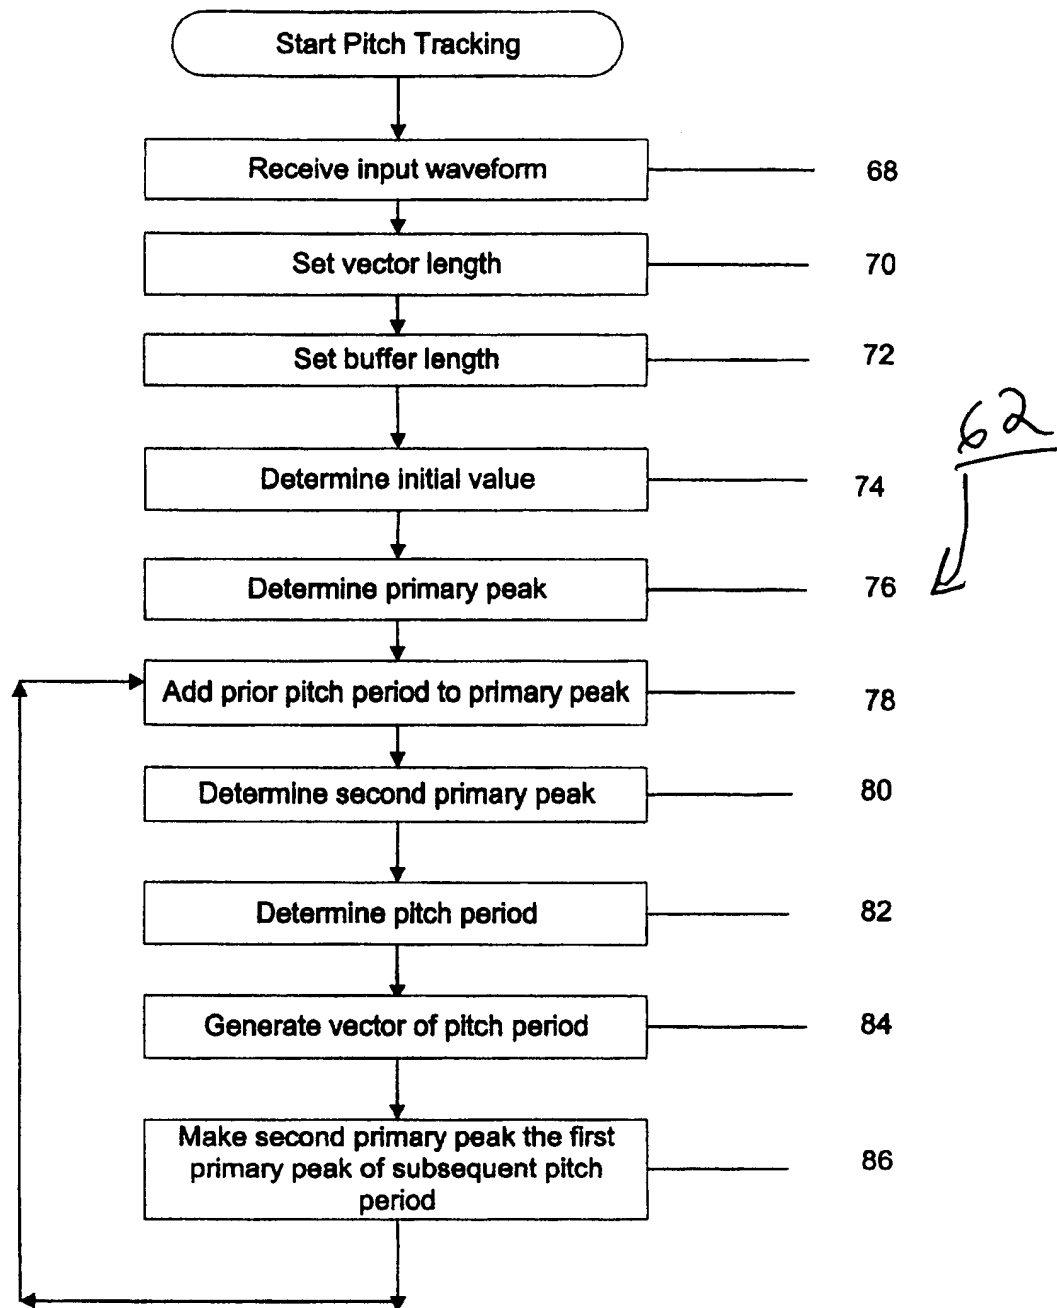 Start Pitch Tracking
Receive input waveform 68
Set vector length 70
Set buffer length 72
62
Determine initial value 74
Determine primary peak 76
Add prior pitch period to primary peak 78
Determine second primary peak 80
Determine pitch period 82
Generate vector of pitch period 84
Make second primary peak the first
primary peak of subsequent pitch 86
period